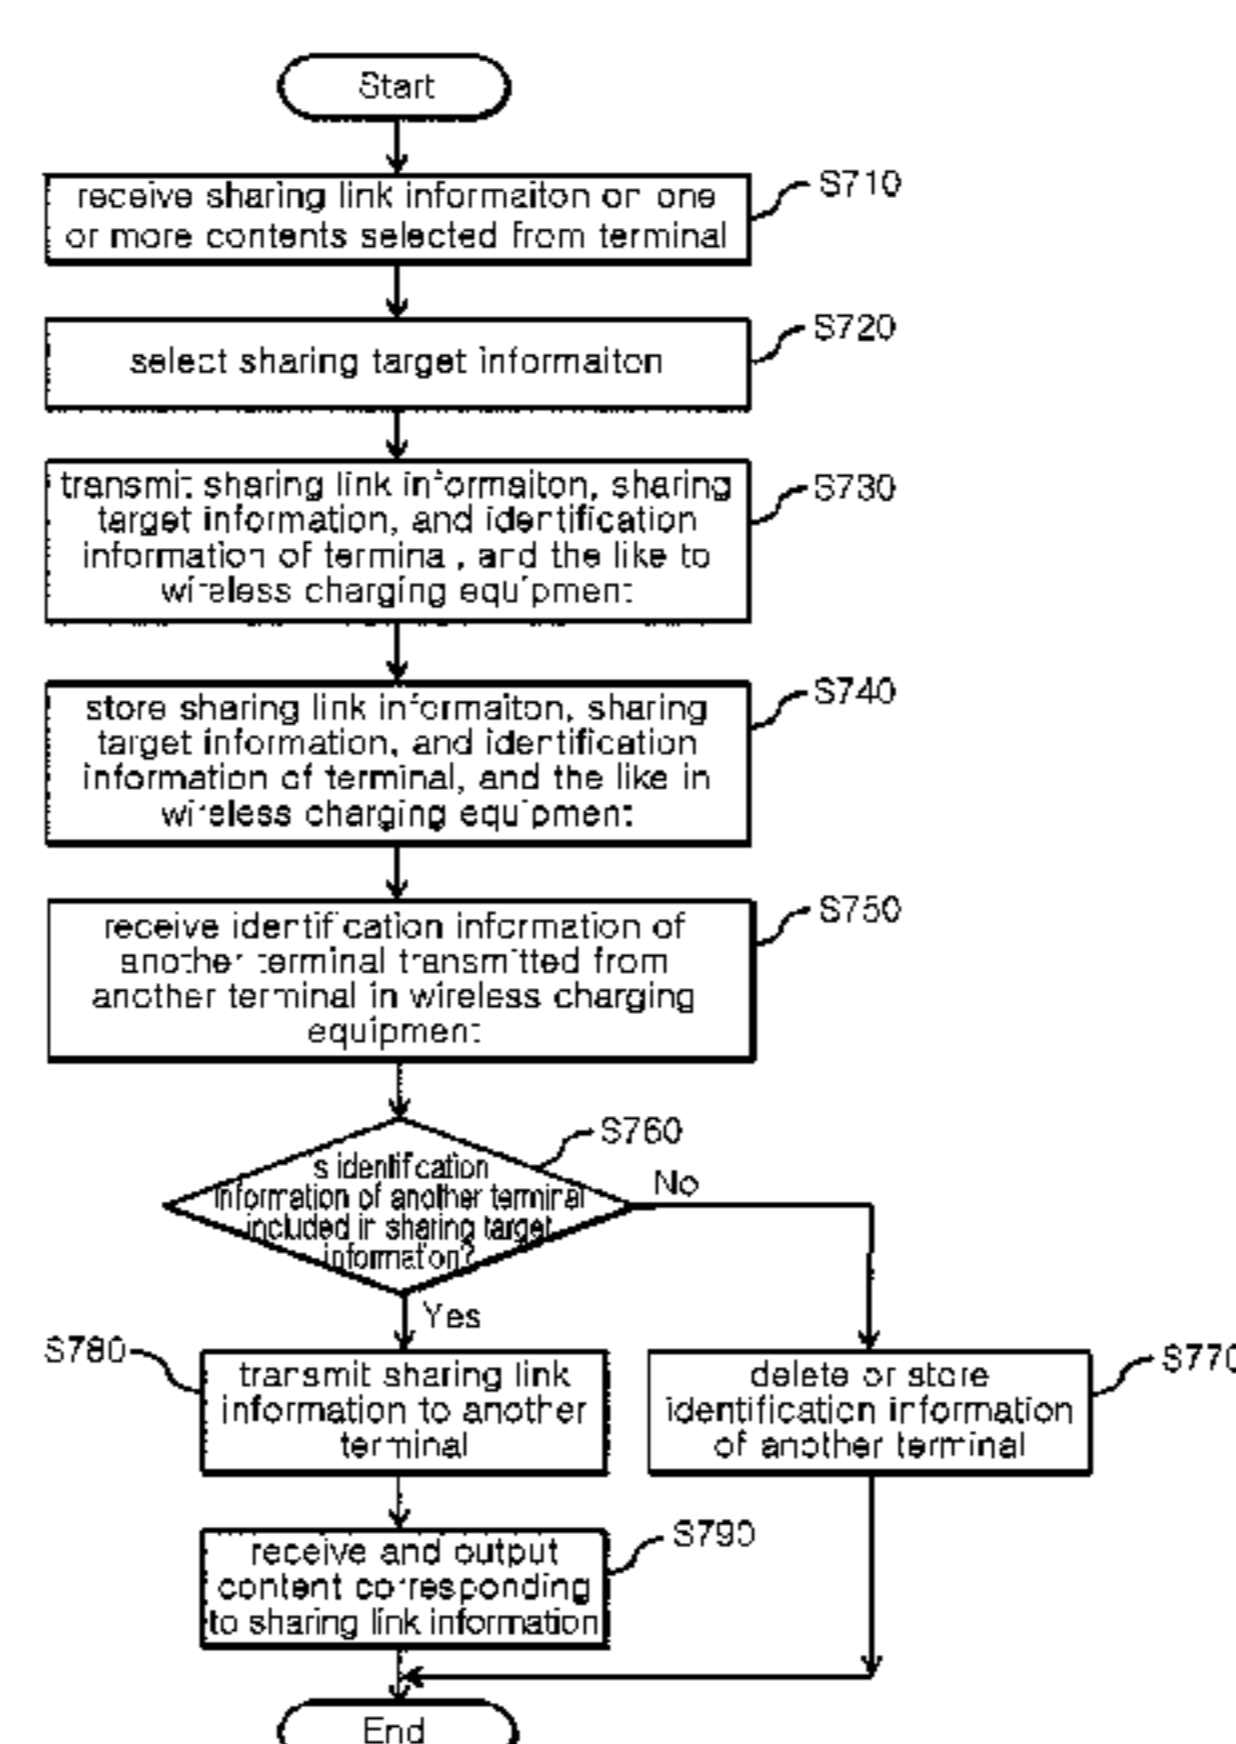 Start
receive sharing link informaiton on one
or more contents selected from terminal
S710
select sharing target informaiton
S720
transmit sharing link informaiton, sharing
target information, and identification
information of terminal, and the like to
wireless charging equipment
S730
store sharing link informaiton, sharing
target information, and identification
information of terminal, and the like in
wireless charging equipment
S740
receive identification information of
another terminal transmitted from
another terminal in wireless charging
equipment
S750
Is identification
information of another terminal
included in sharing target
information?
S760
No
Yes
S780
transmit sharing link
information to another
terminal
delete or store
identification information
of another terminal
S770
receive and output
content corresponding
to sharing link information
S790
End